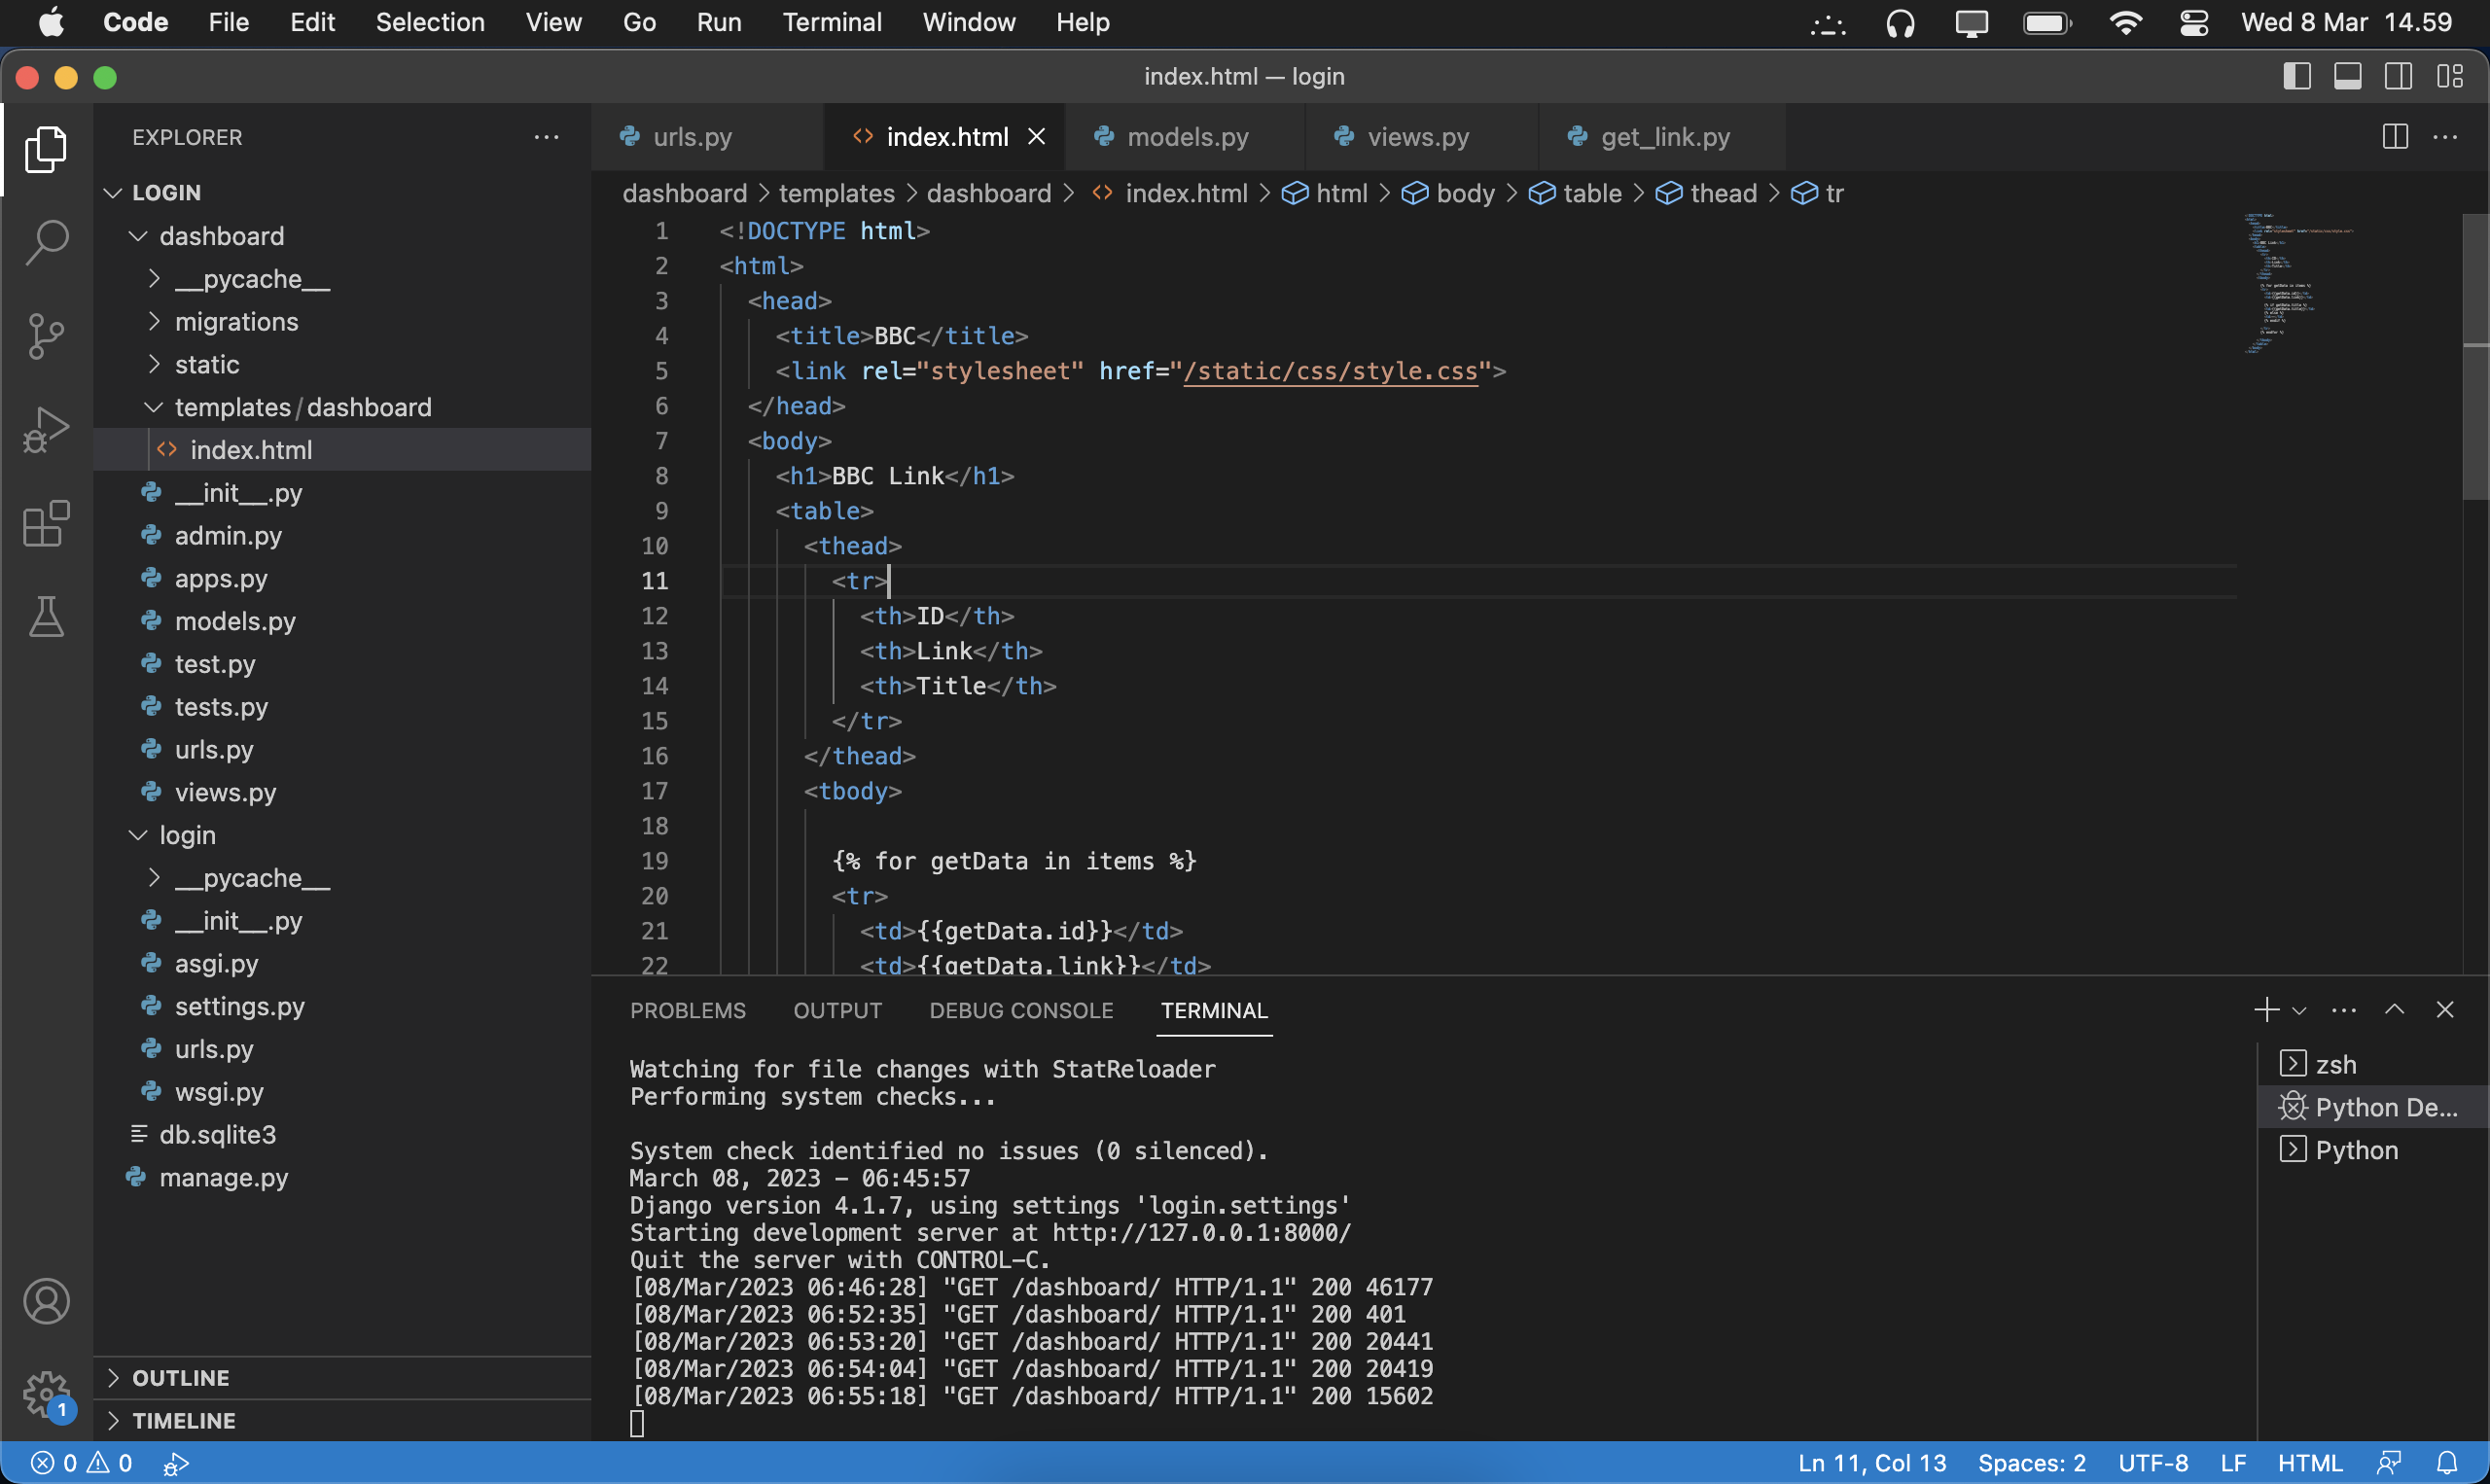 Code File Edit Selection View Go Run Terminal Window Help Wed 8 Mar 14.59
index.html — login
EXPLORER
LOGIN
dashboard
__pycache__
migrations
static
templates/dashboard
index.html
__init__.py
admin.py
apps.py
models.py
test.py
tests.py
urls.py
views.py
login
__pycache__
__init__.py
asgi.py
settings.py
urls.py
wsgi.py
db.sqlite3
manage.py
OUTLINE
TIMELINE
1
urls.py index.html models.py views.py get_link.py
dashboard > templates > dashboard > index.html > html > body > table > thead > tr
1 <!DOCTYPE html>
2 <html>
3 <head>
4 <title>BBC</title>
5 <link rel="stylesheet" href="/static/css/style.css">
6 </head>
7 <body>
8 <h1>BBC Link</h1>
9 <table>
10 <thead>
11 <tr>
12 <th>ID</th>
13 <th>Link</th>
14 <th>Title</th>
15 </tr>
16 </thead>
17 <tbody>
18
19 {% for getData in items %}
20 <tr>
21 <td>{{getData.id}}</td>
22 <td>{{getData.link}}</td>
PROBLEMS OUTPUT DEBUG CONSOLE TERMINAL
Watching for file changes with StatReloader
Performing system checks...
System check identified no issues (0 silenced).
March 08, 2023 - 06:45:57
Django version 4.1.7, using settings 'login.settings'
Starting development server at http://127.0.0.1:8000/
Quit the server with CONTROL-C.
[08/Mar/2023 06:46:28] "GET /dashboard/ HTTP/1.1" 200 46177
[08/Mar/2023 06:52:35] "GET /dashboard/ HTTP/1.1" 200 401
[08/Mar/2023 06:53:20] "GET /dashboard/ HTTP/1.1" 200 20441
[08/Mar/2023 06:54:04] "GET /dashboard/ HTTP/1.1" 200 20419
[08/Mar/2023 06:55:18] "GET /dashboard/ HTTP/1.1" 200 15602
zsh
Python De...
Python
0 0 Ln 11, Col 13 Spaces: 2 UTF-8 LF HTML